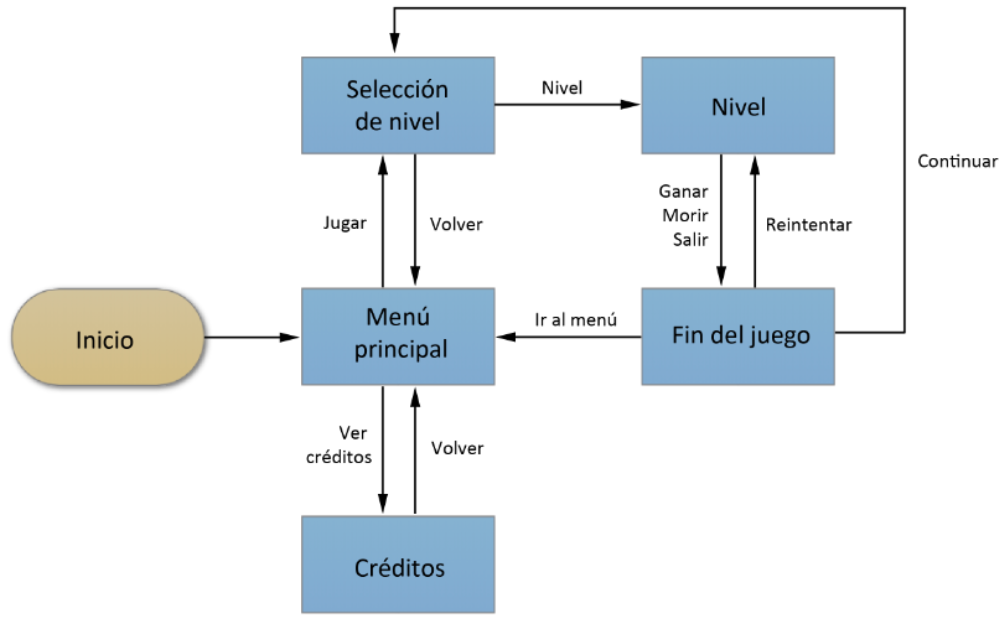 Selección
de nivel
Nivel
Nivel
Continuar
Jugar
Volver
Ganar
Morir
Salir
Reintentar
Inicio
Menú
principal
Ir al menú
Fin del juego
Ver
créditos
Volver
Créditos